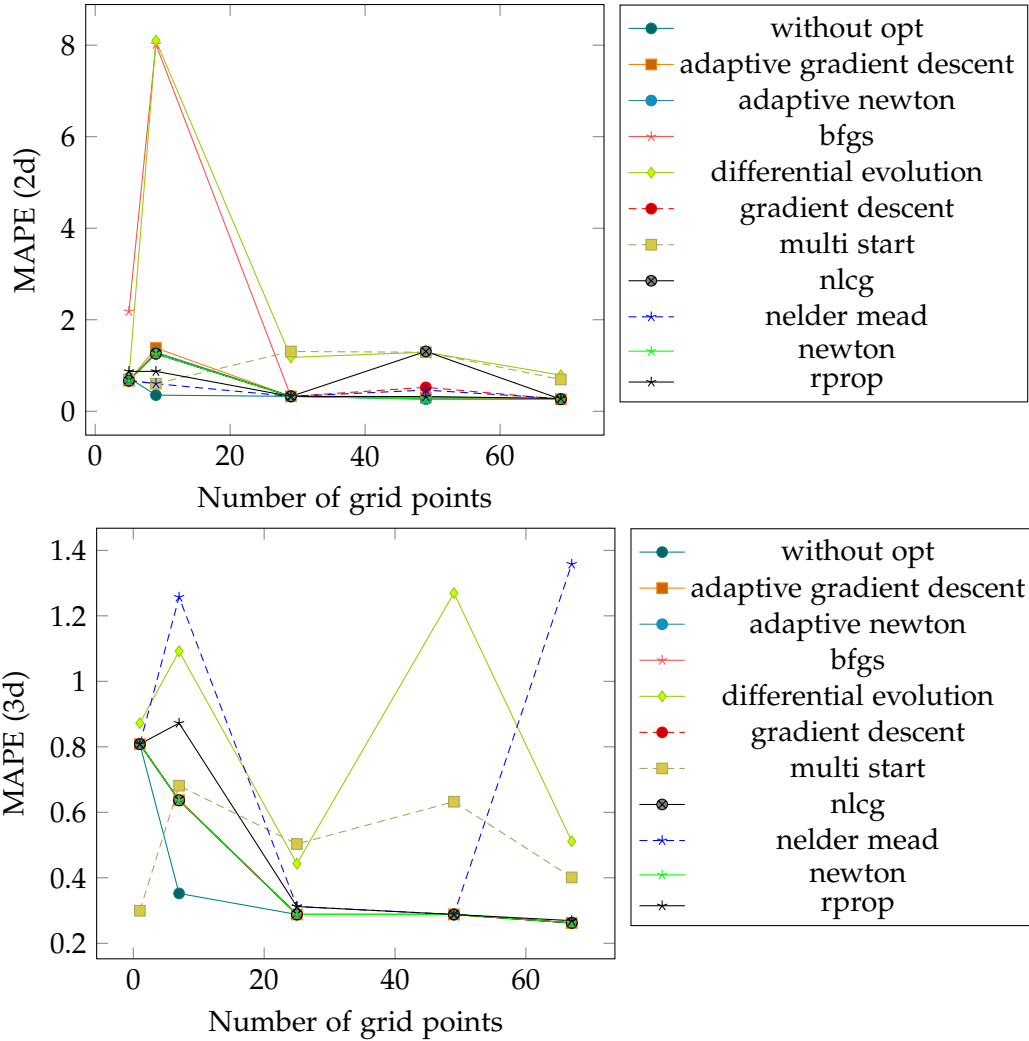 8
6
4
2
0
MAPE (2d)
0
20
40
60
Number of grid points
without opt
adaptive gradient descent
adaptive newton
bfgs
differential evolution
gradient descent
multi start
nlcg
nelder mead
newton
rprop
1.4
1.2
1
0.8
0.6
0.4
0.2
MAPE (3d)
0
20
40
60
Number of grid points
without opt
adaptive gradient descent
adaptive newton
bfgs
differential evolution
gradient descent
multi start
nlcg
nelder mead
newton
rprop